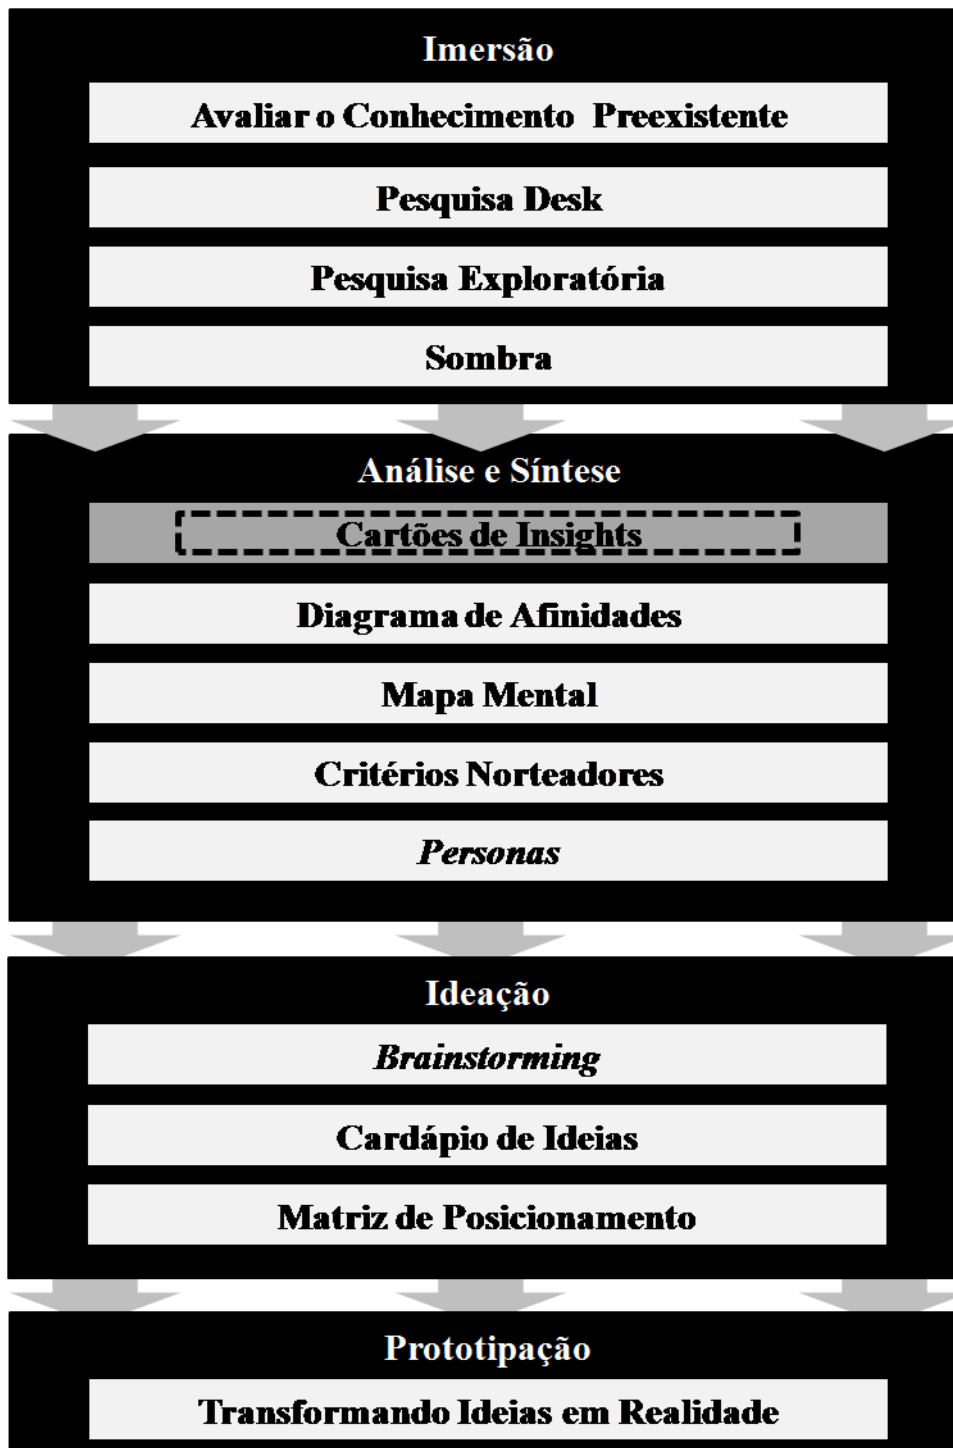 Imersão
Avaliar o Conhecimento Preexistente
Pesquisa Desk
Pesquisa Exploratória
Sombra
Análise e Síntese
Cartões de Insights
Diagrama de Afinidades
Mapa Mental
Critérios Norteadores
Personas
Ideação
Brainstorming
Cardápio de Ideias
Matriz de Posicionamento
Prototipação
Transformando Ideias em Realidade